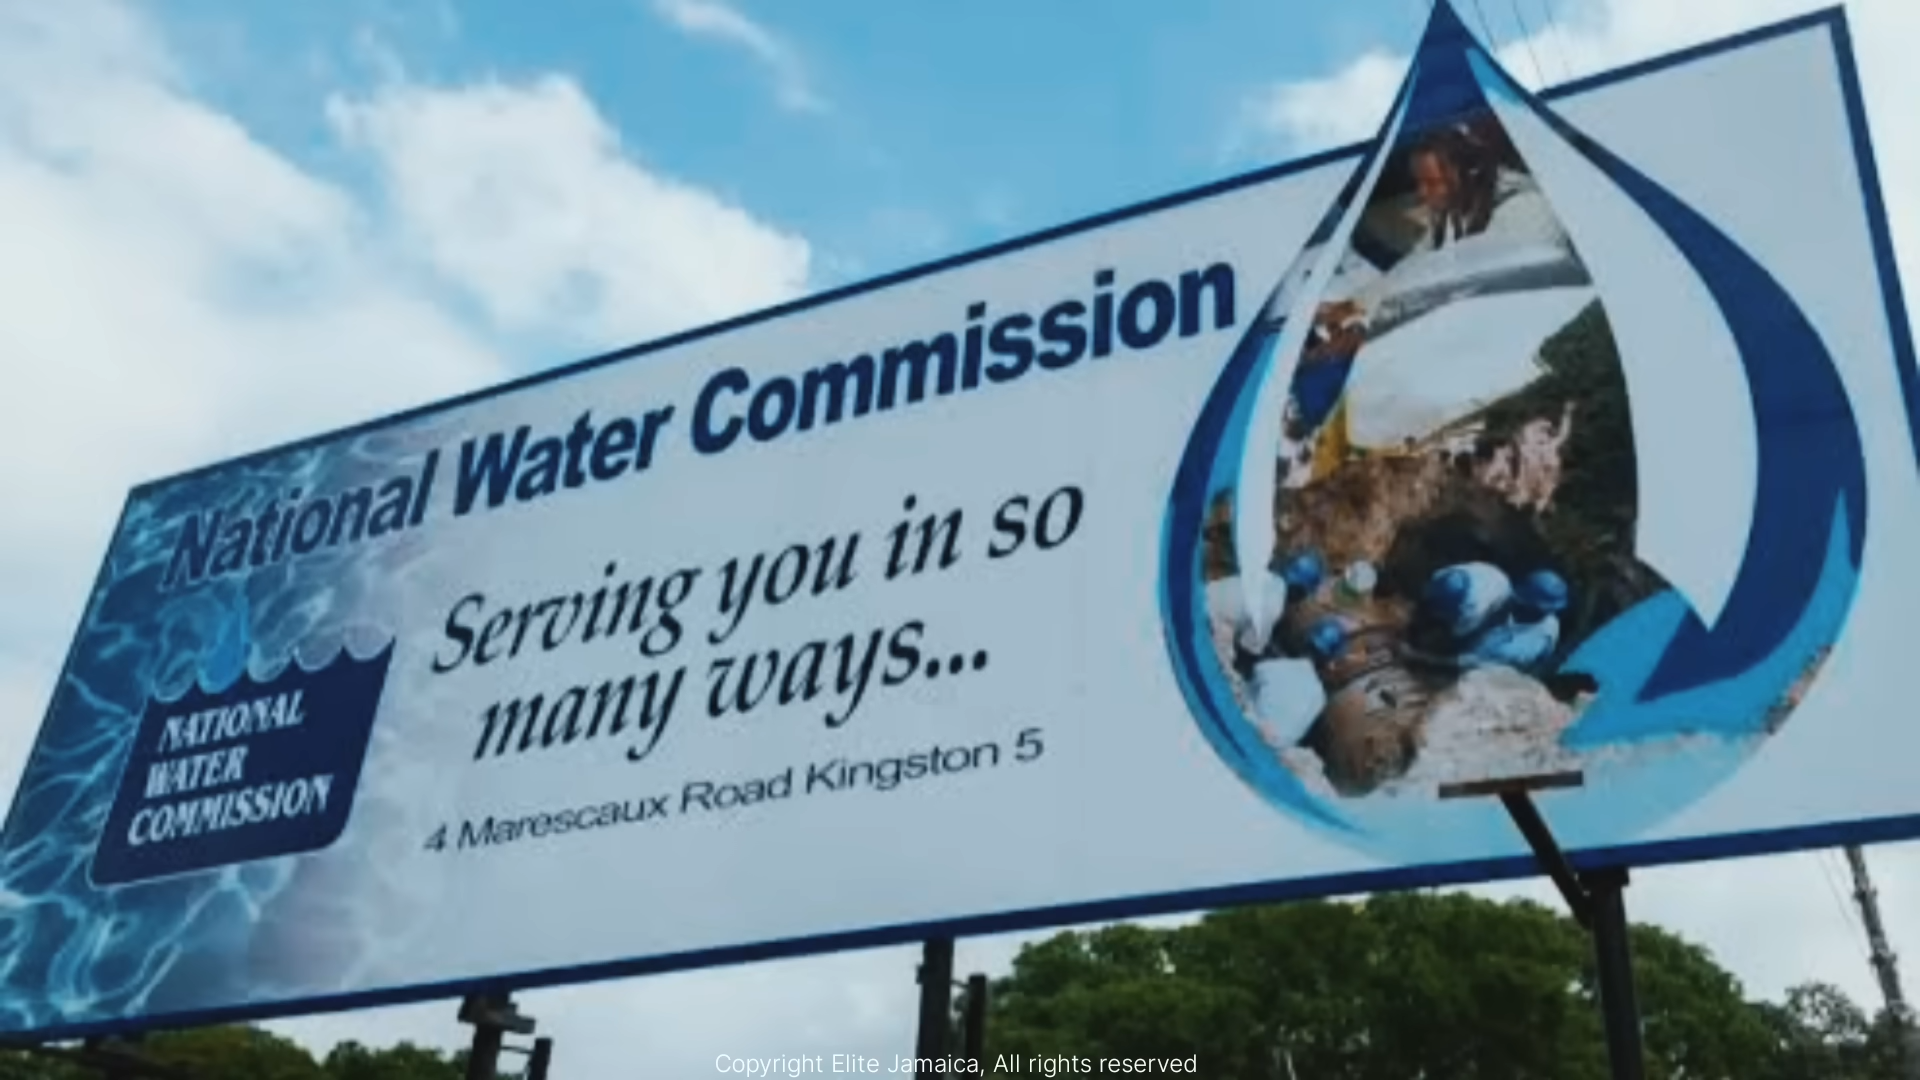 National Water Commission
Serving you in so
many ways...
4 Marescaux Road Kingston 5
NATIONAL
WATER
COMMISSION
Copyright Elite Jamaica, All rights reserved